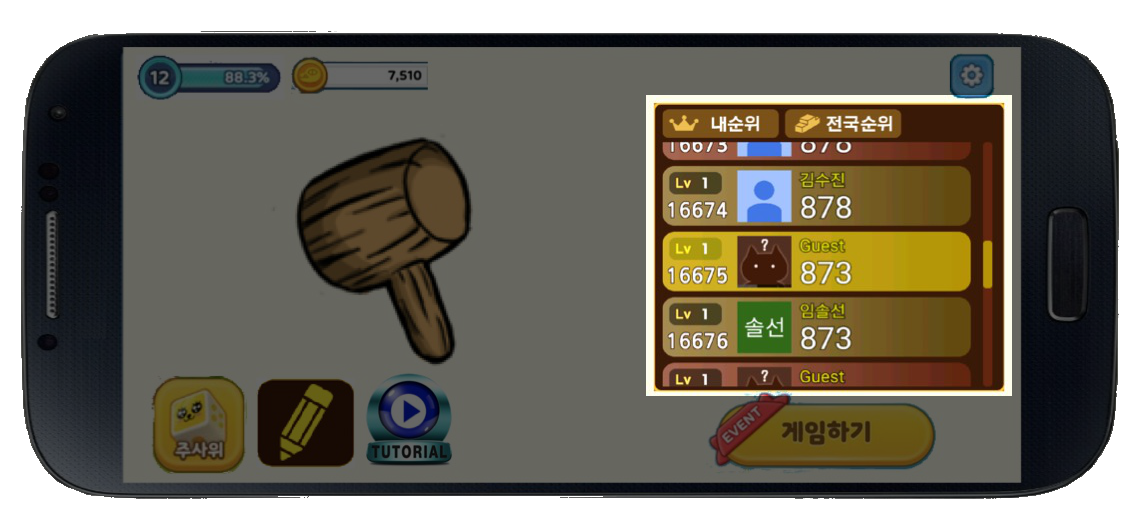 12 88.3% 7,510
내순위 전국순위
16673 878
Lv 1 김수진
16674 878
Lv 1 ? Guest
16675 873
Lv 1 임솔선
16676 솔선 873
Lv 1 ? Guest
주사위
TUTORIAL
EVENT 게임하기